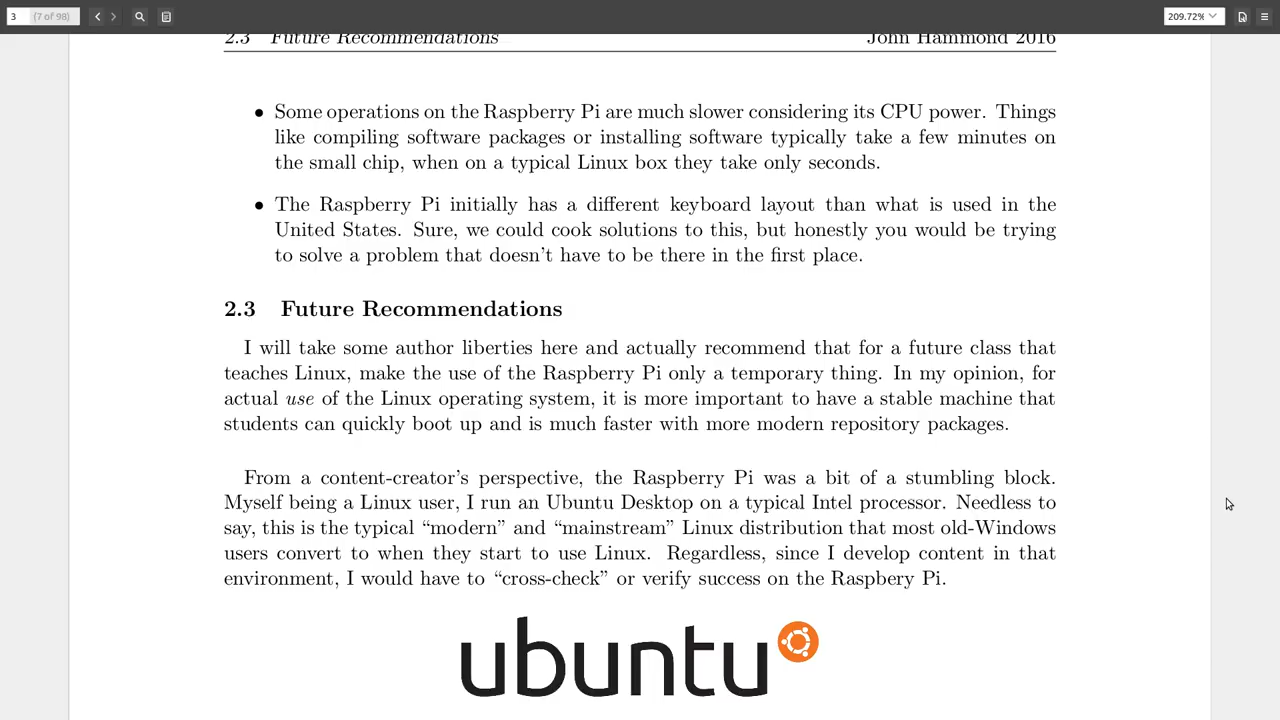 3 (7 of 98) 209.72%
2.3 Future Recommendations John Hammond 2016
• Some operations on the Raspberry Pi are much slower considering its CPU power. Things
like compiling software packages or installing software typically take a few minutes on
the small chip, when on a typical Linux box they take only seconds.
• The Raspberry Pi initially has a different keyboard layout than what is used in the
United States. Sure, we could cook solutions to this, but honestly you would be trying
to solve a problem that doesn't have to be there in the first place.
2.3 Future Recommendations
I will take some author liberties here and actually recommend that for a future class that
teaches Linux, make the use of the Raspberry Pi only a temporary thing. In my opinion, for
actual use of the Linux operating system, it is more important to have a stable machine that
students can quickly boot up and is much faster with more modern repository packages.
From a content-creator's perspective, the Raspberry Pi was a bit of a stumbling block.
Myself being a Linux user, I run an Ubuntu Desktop on a typical Intel processor. Needless to
say, this is the typical “modern” and “mainstream” Linux distribution that most old-Windows
users convert to when they start to use Linux. Regardless, since I develop content in that
environment, I would have to “cross-check” or verify success on the Raspbery Pi.
ubuntu